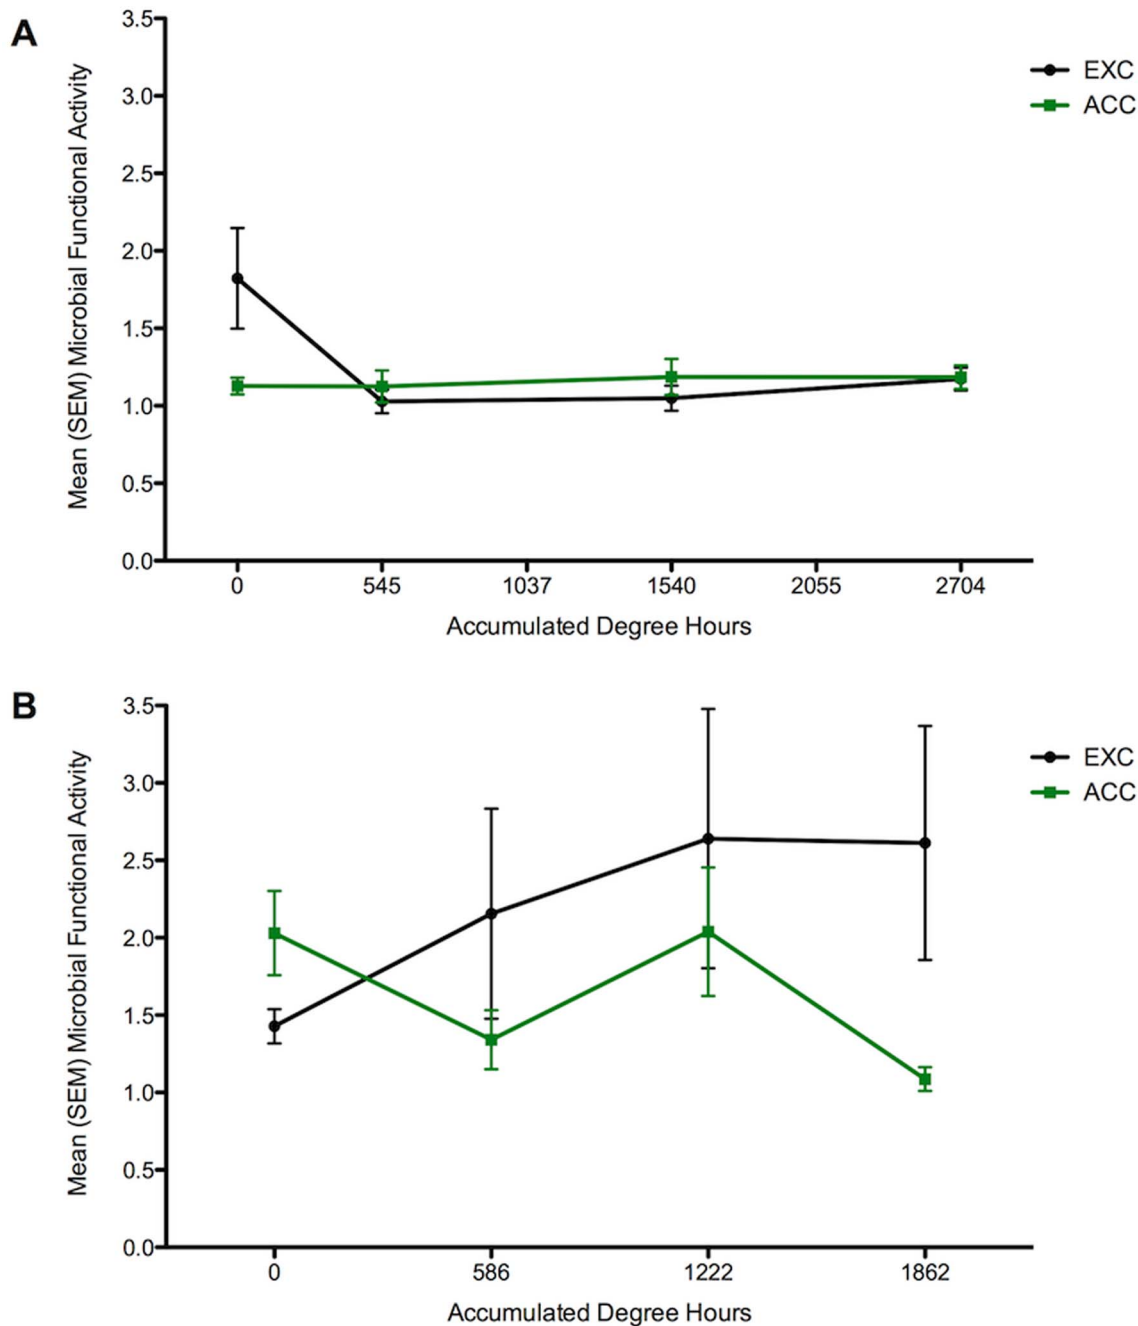 A
3.5
3.0
2.5
2.0
1.5
1.0
0.5
0.0
Mean (SEM) Microbial Functional Activity
EXC
ACC
0 545 1037 1540 2055 2704
Accumulated Degree Hours
B
3.5
3.0
2.5
2.0
1.5
1.0
0.5
0.0
Mean (SEM) Microbial Functional Activity
EXC
ACC
0 586 1222 1862
Accumulated Degree Hours